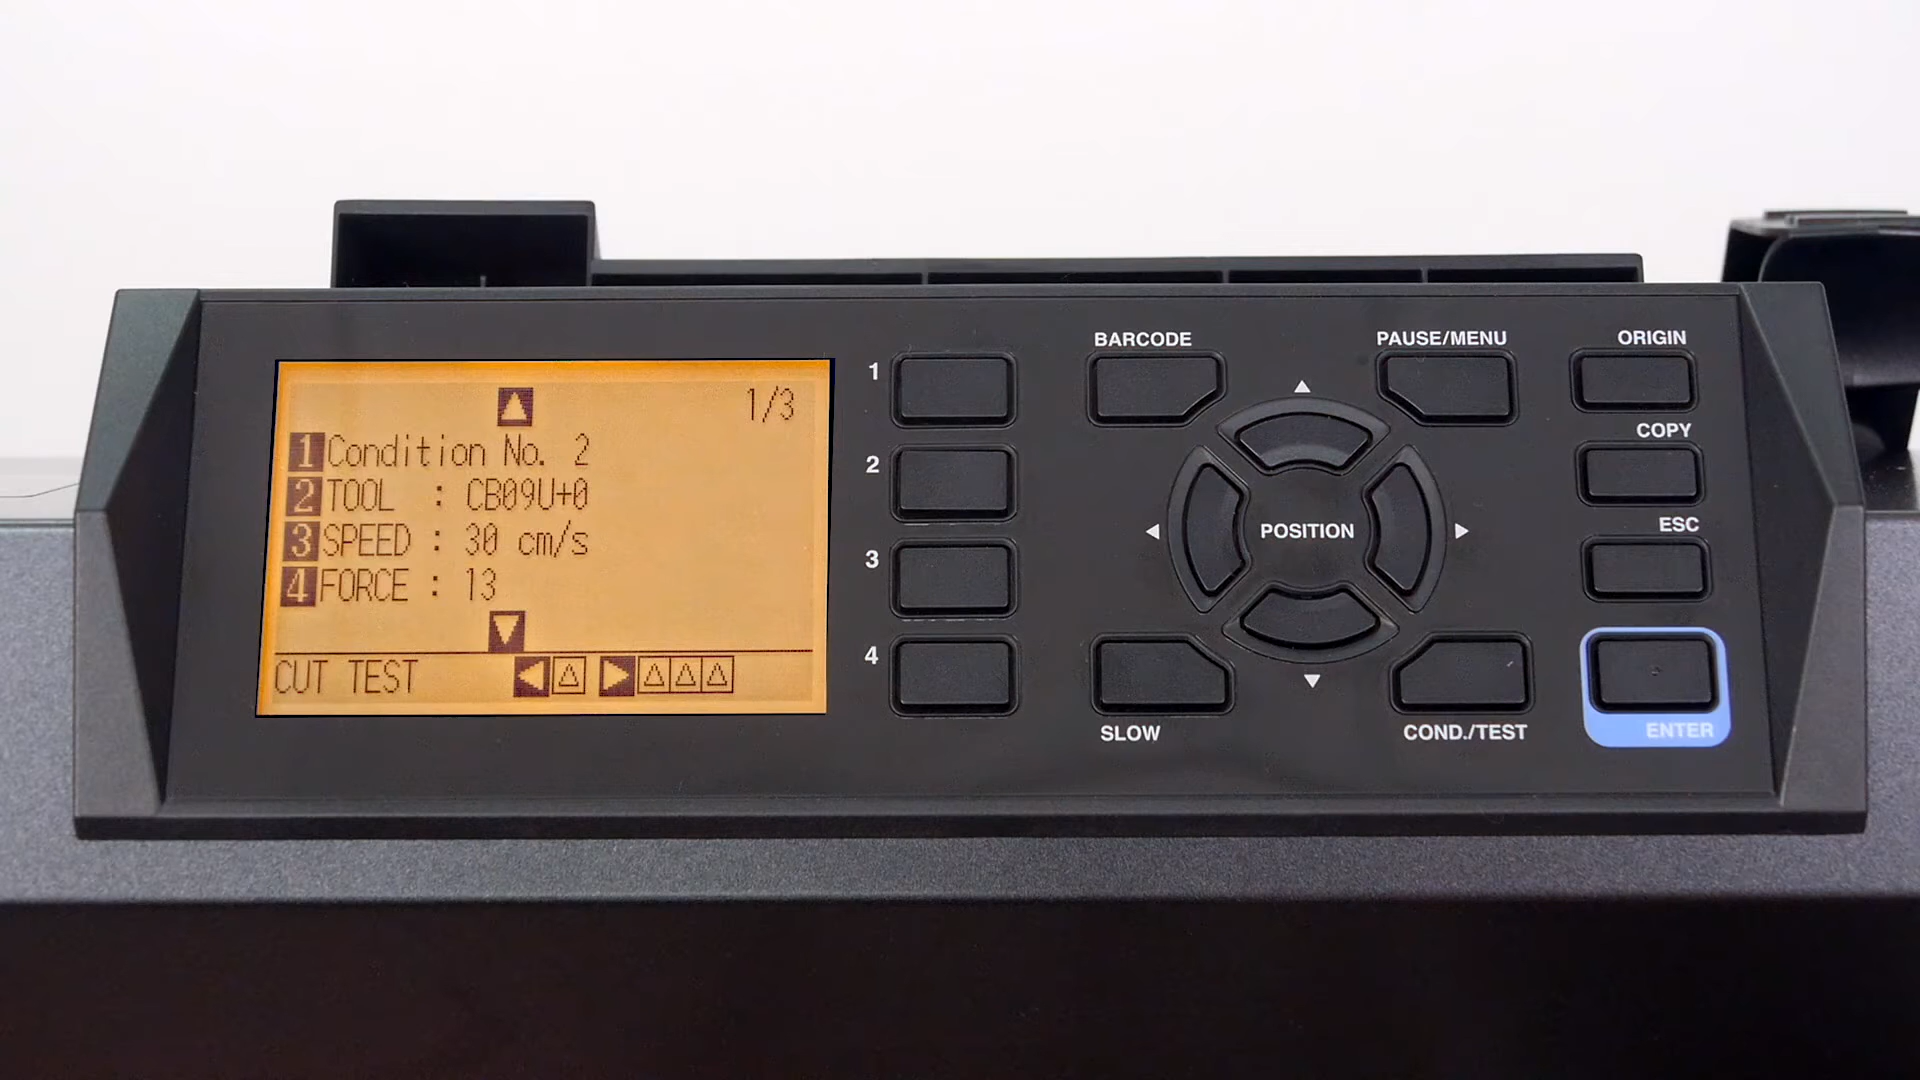 1/3
1 Condition No. 2
2 TOOL : CB09U+0
3 SPEED : 30 cm/s
4 FORCE : 13
CUT TEST
1
2
3
4
BARCODE
PAUSE/MENU
ORIGIN
COPY
ESC
POSITION
SLOW
COND./TEST
ENTER